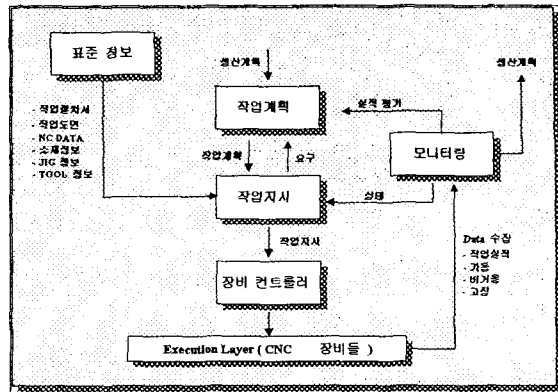 표준 정보
생산계획
생산계획
작업계획
실적 평가
- 작업절차서
- 작업도면
- NC DATA
- 소재정보
- JIG 정보
- TOOL 정보
모니터링
작업계획
요구
작업지시
상태
작업지시
Data 수집
- 작업실적
- 가동
- 비가동
- 고장
장비 컨트롤러
Execution Layer ( CNC 장비들 )